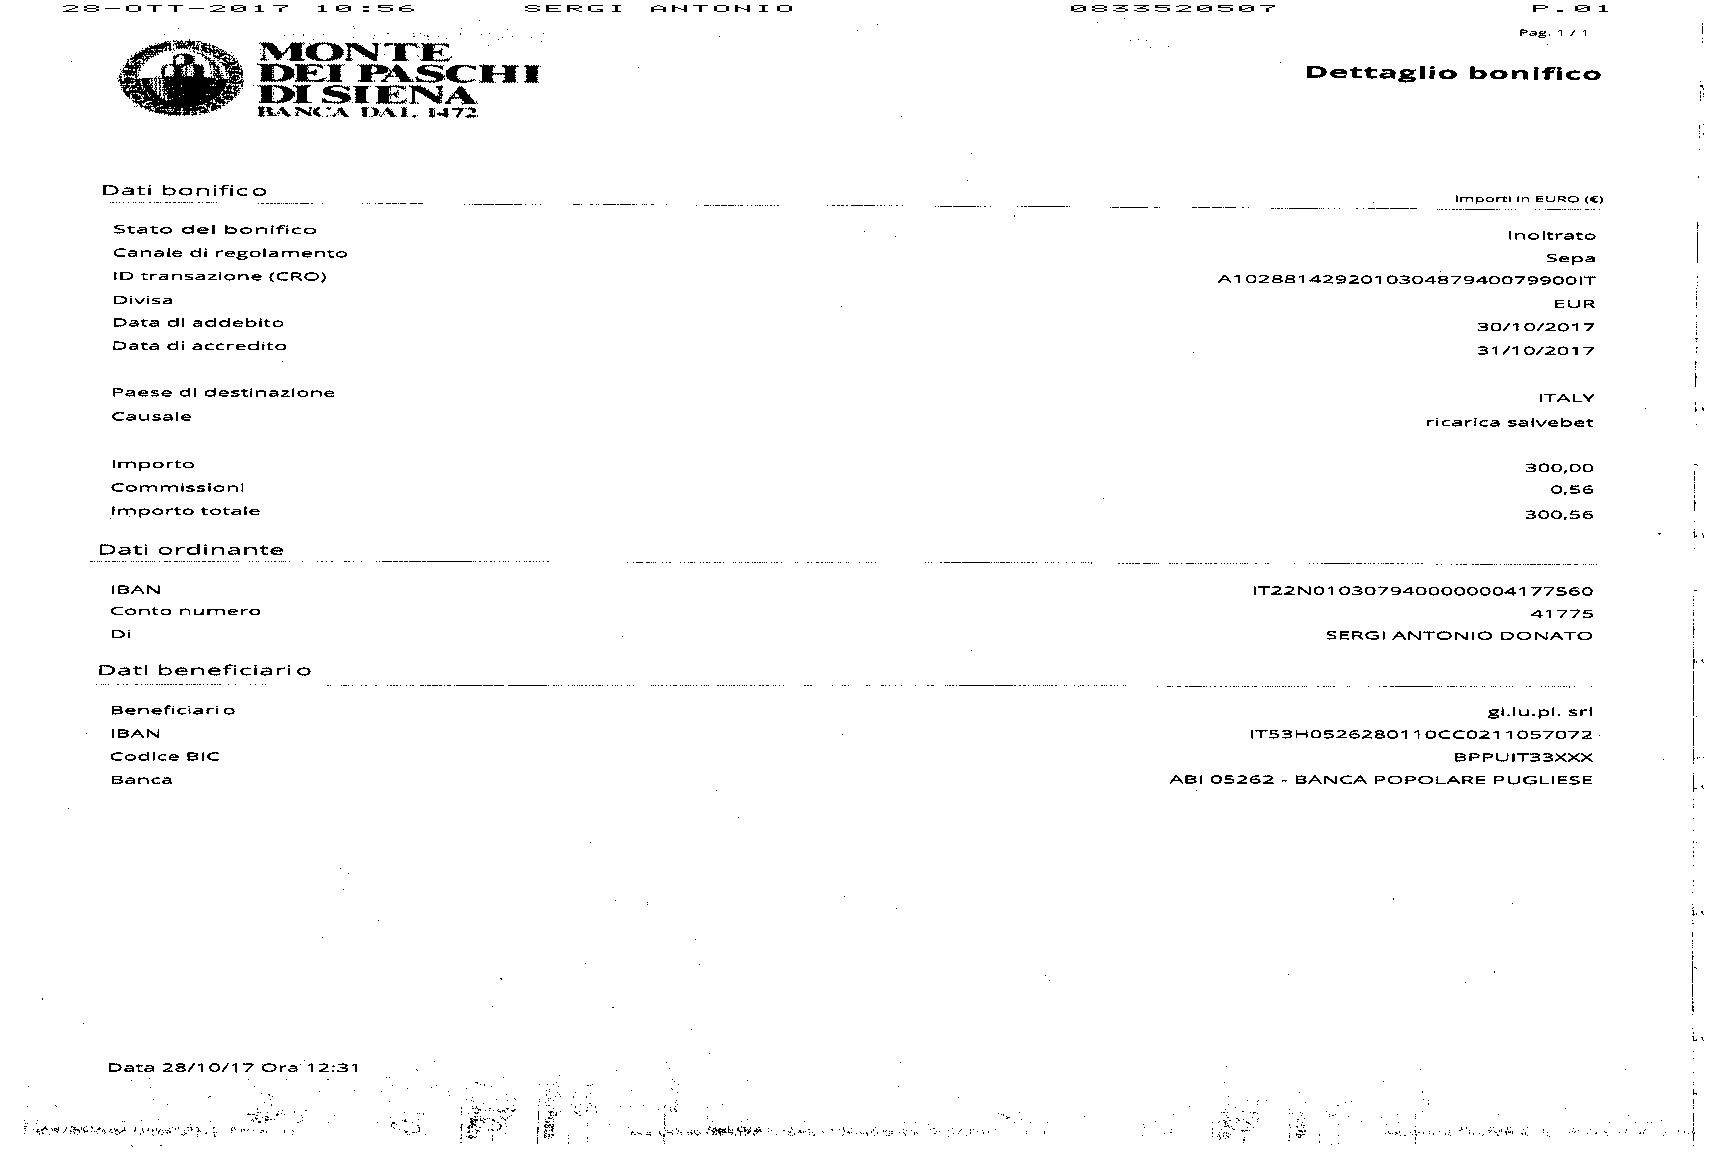 28-OTT-2017 10:56 SERGI ANTONIO 0833520507 P.01
Pag. 1 / 1
MONTE
DEI PASCHI
DI SIENA
BANCA DAL 1472
Dettaglio bonifico
Dati bonifico
Importi in EURO (€)
Stato del bonifico Inoltrato
Canale di regolamento Sepa
ID transazione (CRO) A102881429201030487940079900IT
Divisa EUR
Data di addebito 30/10/2017
Data di accredito 31/10/2017
Paese di destinazione ITALY
Causale ricarica salvebet
Importo 300,00
Commissioni 0,56
Importo totale 300,56
Dati ordinante
IBAN IT22N0103079400000004177560
Conto numero 41775
Di SERGI ANTONIO DONATO
Dati beneficiario
Beneficiario gi.lu.pi. srl
IBAN IT53H0526280110CC0211057072
Codice BIC BPPUIT33XXX
Banca ABI 05262 - BANCA POPOLARE PUGLIESE
Data 28/10/17 Ora 12:31